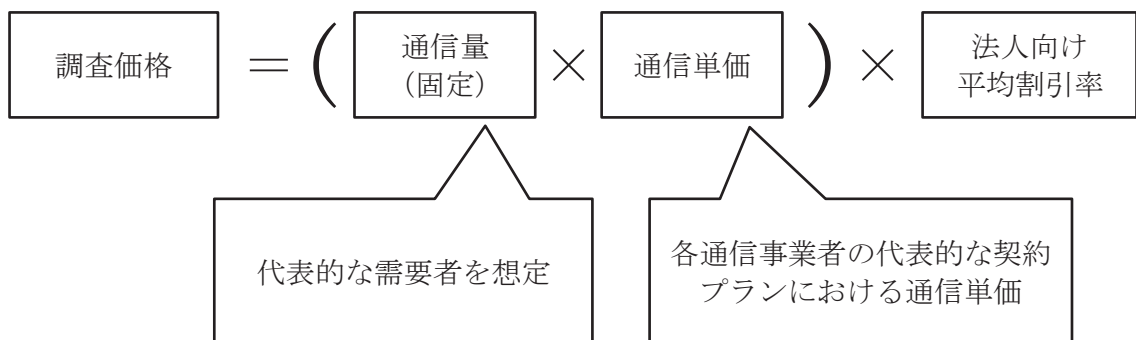 調査価格 = ( 通信量 (固定) × 通信単価 ) × 法人向け 平均割引率
代表的な需要者を想定
各通信事業者の代表的な契約
プランにおける通信単価